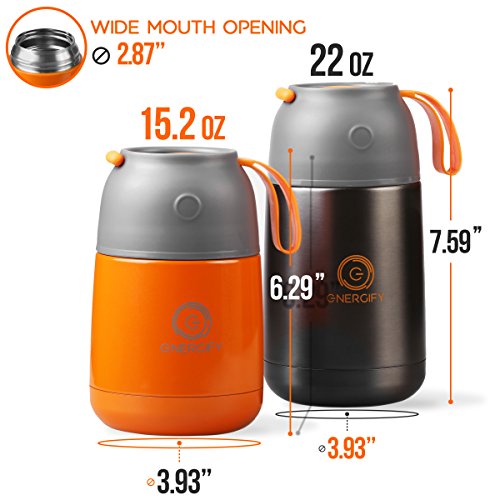 WIDE MOUTH OPENING
⌀ 2.87"
22 OZ
15.2 OZ
7.59"
6.29"
ENERGIFY
ENERGIFY
⌀3.93"
⌀3.93"